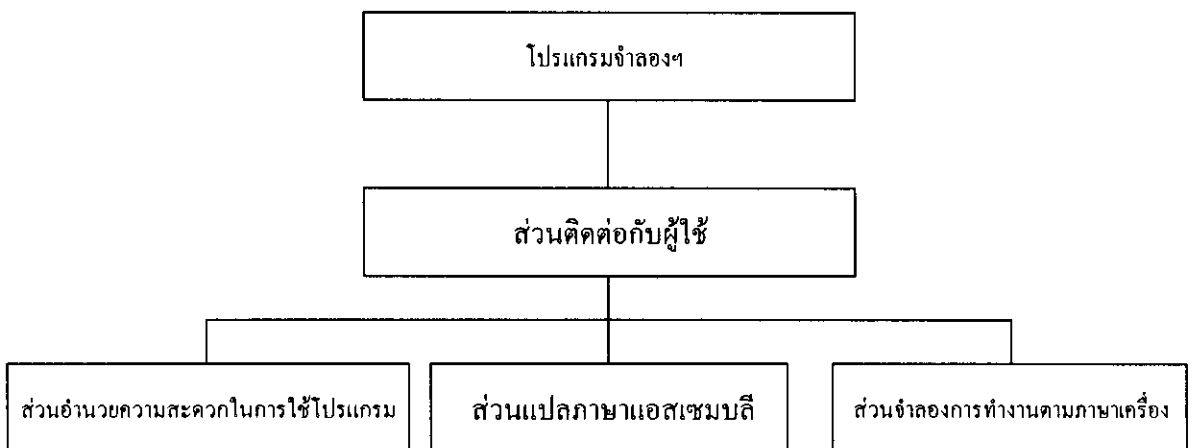 โปรแกรมจำลองฯ
ส่วนติดต่อกับผู้ใช้
ส่วนอำนวยความสะดวกในการใช้โปรแกรม
ส่วนแปลภาษาแอสเซมบลี
ส่วนจำลองการทำงานตามภาษาเครื่อง